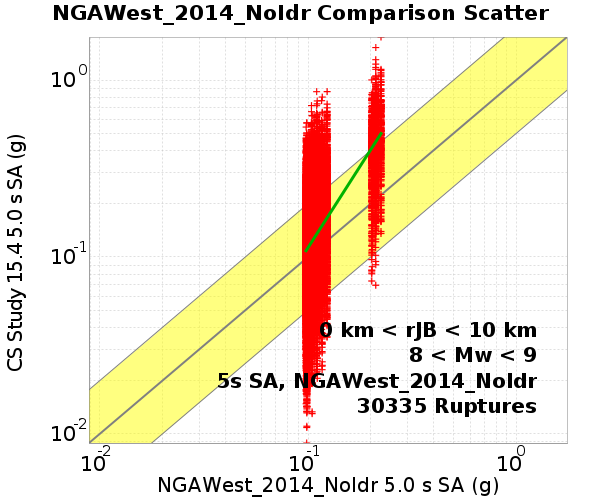 NGAWest_2014_NoIdr Comparison Scatter
CS Study 15.4 5.0 s SA (g)
10^0
10^-1
10^-2
0 km < rJB < 10 km
8 < Mw < 9
5s SA, NGAWest_2014_NoIdr
30335 Ruptures
10^-2 10^-1 10^0
NGAWest_2014_NoIdr 5.0 s SA (g)